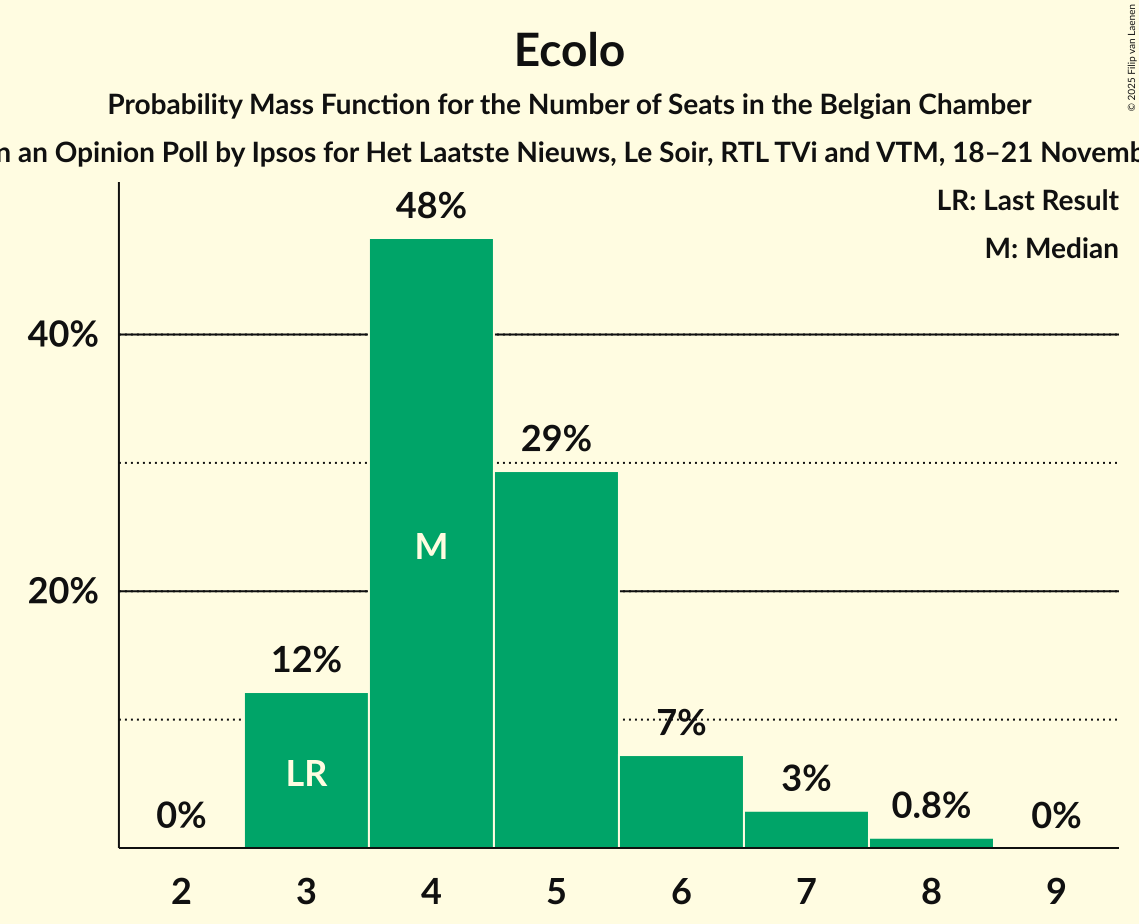 Ecolo
Probability Mass Function for the Number of Seats in the Belgian Chamber
an Opinion Poll by Ipsos for Het Laatste Nieuws, Le Soir, RTL TVi and VTM, 18–21
© 2025 Filip van Laenen
LR: Last Result
M: Median
48%
40%
29%
M
20%
12%
7%
LR
3%
0.8%
0%
0%
2 3 4 5 6 7 8 9